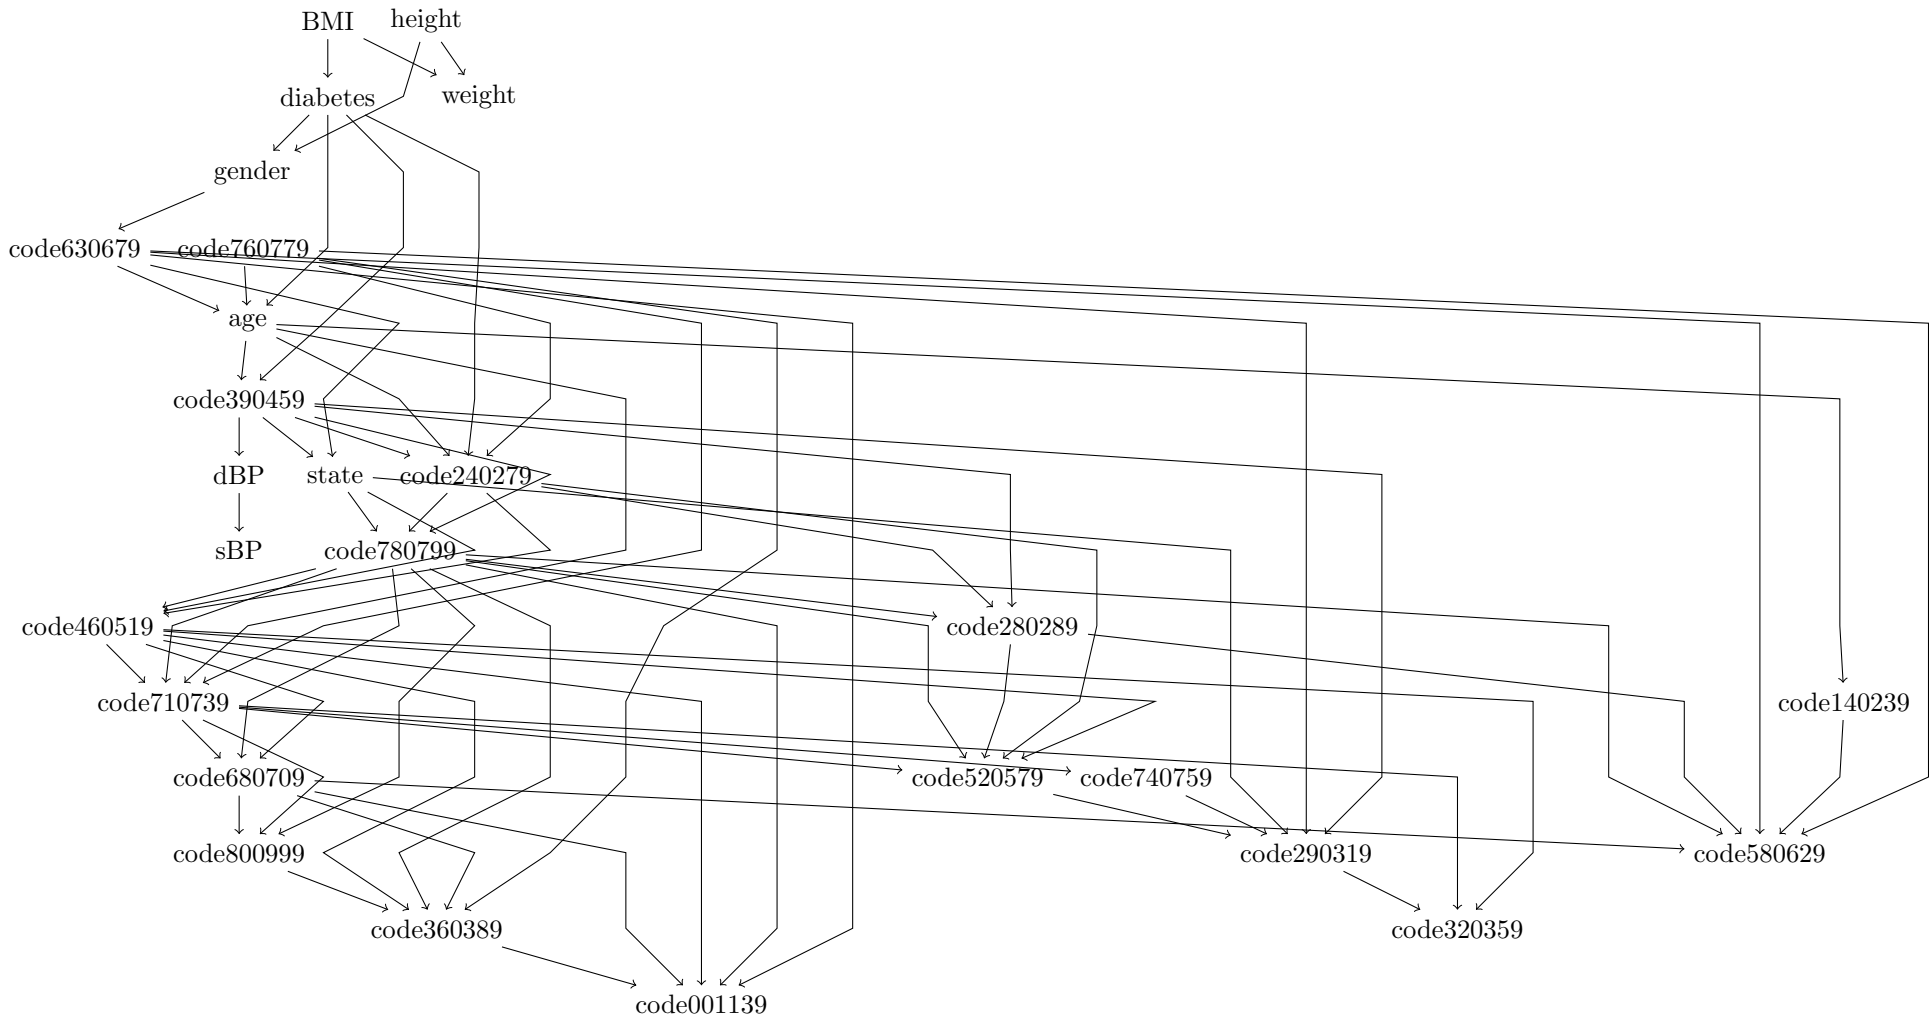 BMI height
diabetes weight
gender
code630679 code760779
age
code390459
dBP state code240279
sBP code780799
code460519 code280289
code710739 code140239
code680709 code520579 code740759
code800999 code290319 code580629
code360389 code320359
code001139